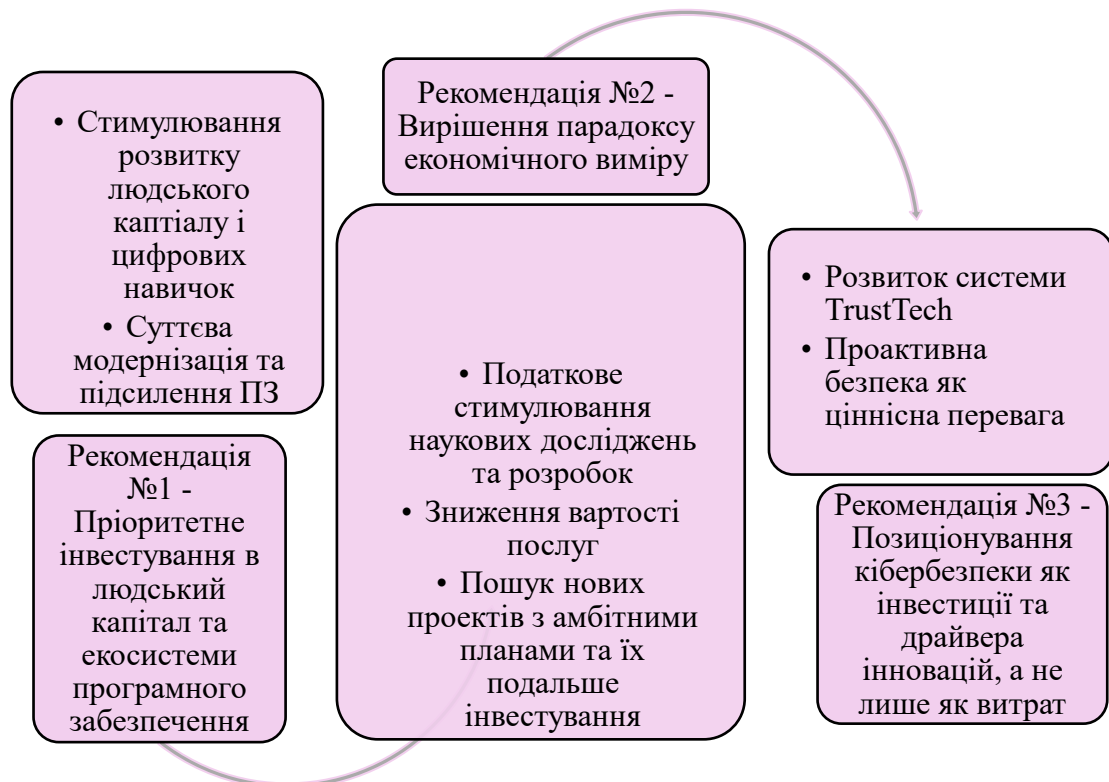 • Стимулювання
розвитку
людського
каптіалу і
цифрових
навичок
• Суттєва
модернізація та
підсилення ПЗ
Рекомендація
№1 -
Пріоритетне
інвестування в
людський
капітал та
екосистеми
програмного
забезпечення
Рекомендація №2 -
Вирішення парадоксу
економічного виміру
• Податкове
стимулювання
наукових досліджень
та розробок
• Зниження вартості
послуг
• Пошук нових
проектів з амбітними
планами та їх
подальше
інвестування
• Розвиток системи
TrustTech
• Проактивна
безпека як
ціннісна перевага
Рекомендація №3 -
Позиціонування
кібербезпеки як
інвестиції та
драйвера
інновацій, а не
лише як витрат